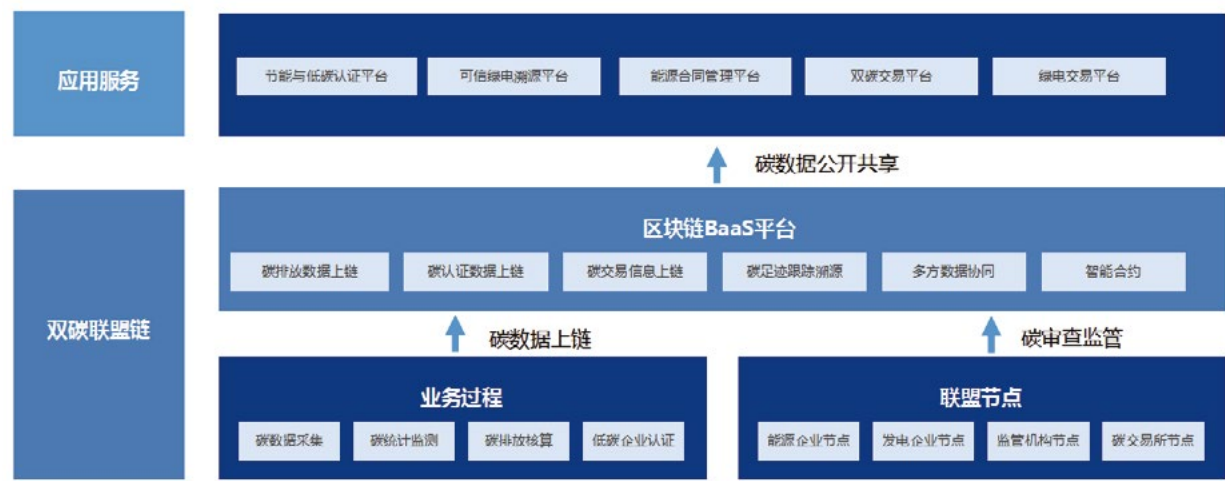 应用服务
节能与低碳认证平台 可信绿电溯源平台 能源合同管理平台 双碳交易平台 绿电交易平台
碳数据公开共享
双碳联盟链
区块链BaaS平台
碳排放数据上链 碳认证数据上链 碳交易信息上链 碳足迹跟除溯源 多方数据协同 智能合约
碳数据上链 碳审查监管
业务过程 联盟节点
碳数据采集 碳统计监测 碳排放核算 低碳企业认证 能源企业节点 发电企业节点 监管机构节点 碳交易所节点